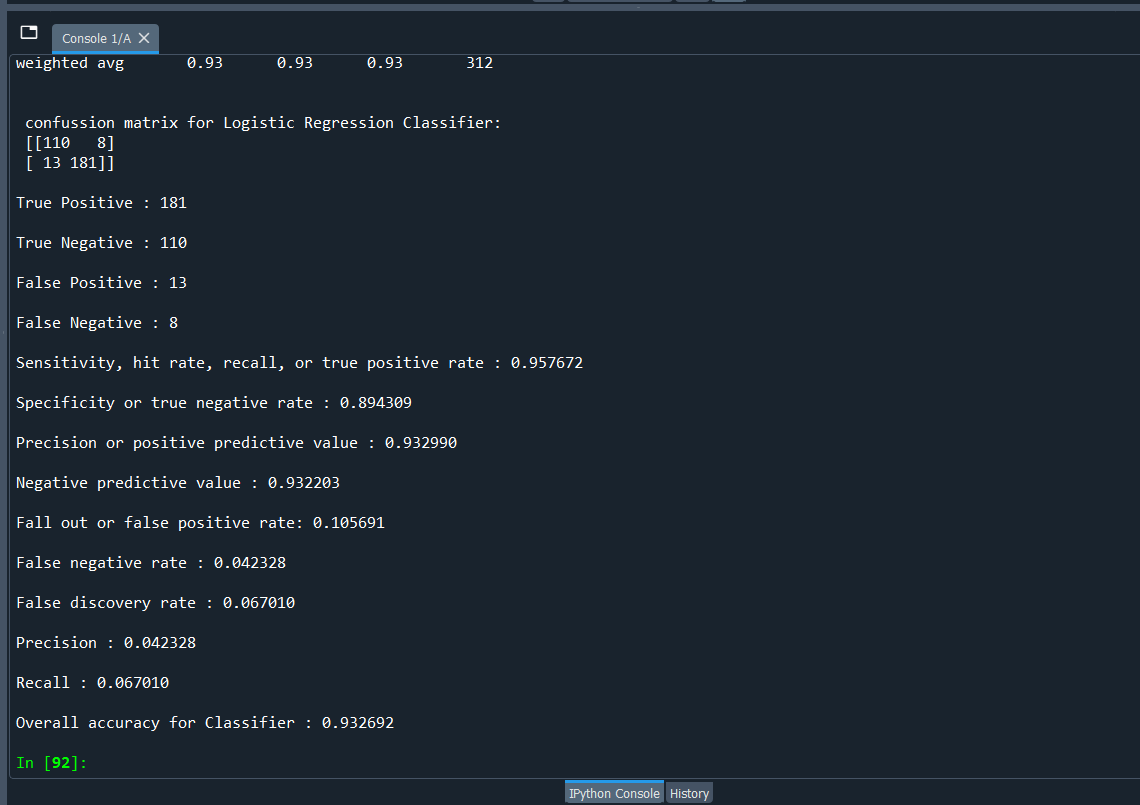 Console 1/A
weighted avg 0.93 0.93 0.93 312
confussion matrix for Logistic Regression Classifier:
[[110 8]
[ 13 181]]
True Positive : 181
True Negative : 110
False Positive : 13
False Negative : 8
Sensitivity, hit rate, recall, or true positive rate : 0.957672
Specificity or true negative rate : 0.894309
Precision or positive predictive value : 0.932990
Negative predictive value : 0.932203
Fall out or false positive rate: 0.105691
False negative rate : 0.042328
False discovery rate : 0.067010
Precision : 0.042328
Recall : 0.067010
Overall accuracy for Classifier : 0.932692
In [92]:
IPython Console History